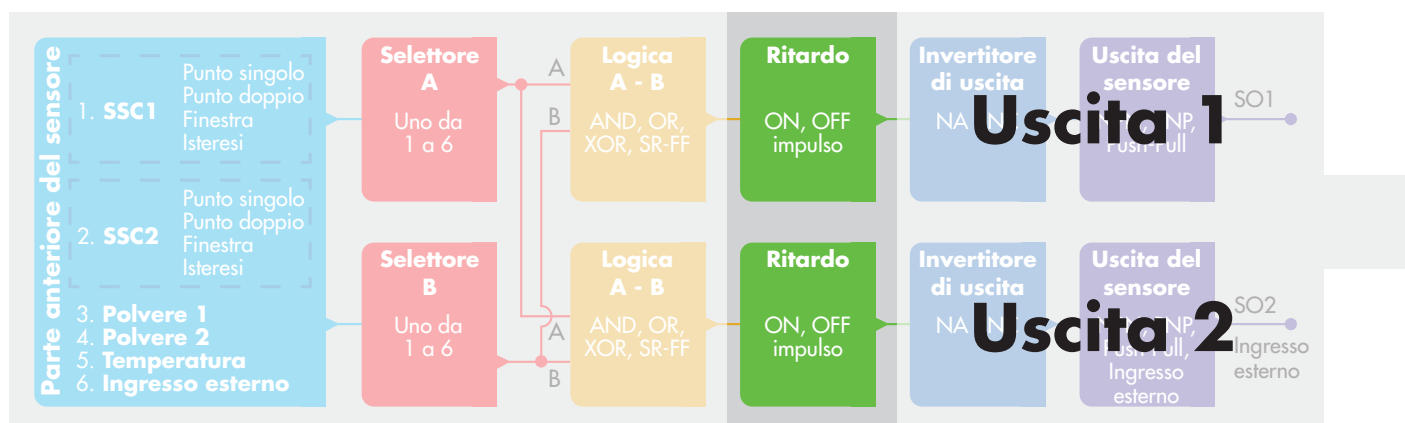 Parte anteriore del sensore
1. SSC1
Punto singolo
Punto doppio
Finestra
Isteresi
2. SSC2
Punto singolo
Punto doppio
Finestra
Isteresi
3. Polvere 1
4. Polvere 2
5. Temperatura
6. Ingresso esterno
Selettore
A
Uno da
1 a 6
A
B
Logica
A - B
AND, OR,
XOR, SR-FF
Ritardo
ON, OFF
impulso
Invertitore
di uscita
NA
Uscita del
sensore
Push-Pull
Uscita 1
SO1
Selettore
B
Uno da
1 a 6
A
B
Logica
A - B
AND, OR,
XOR, SR-FF
Ritardo
ON, OFF
impulso
Invertitore
di uscita
NA
Uscita del
sensore
Push-Pull,
Ingresso
esterno
Uscita 2
SO2
Ingresso
esterno